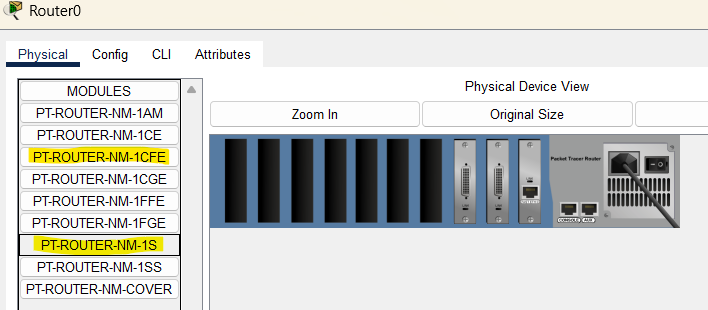 Router0
Physical Config CLI Attributes
MODULES
PT-ROUTER-NM-1AM
PT-ROUTER-NM-1CE
PT-ROUTER-NM-1CFE
PT-ROUTER-NM-1CGE
PT-ROUTER-NM-1FFE
PT-ROUTER-NM-1FGE
PT-ROUTER-NM-1S
PT-ROUTER-NM-1SS
PT-ROUTER-NM-COVER
Physical Device View
Zoom In Original Size
Packet Tracer Router
CONSOLE AUX